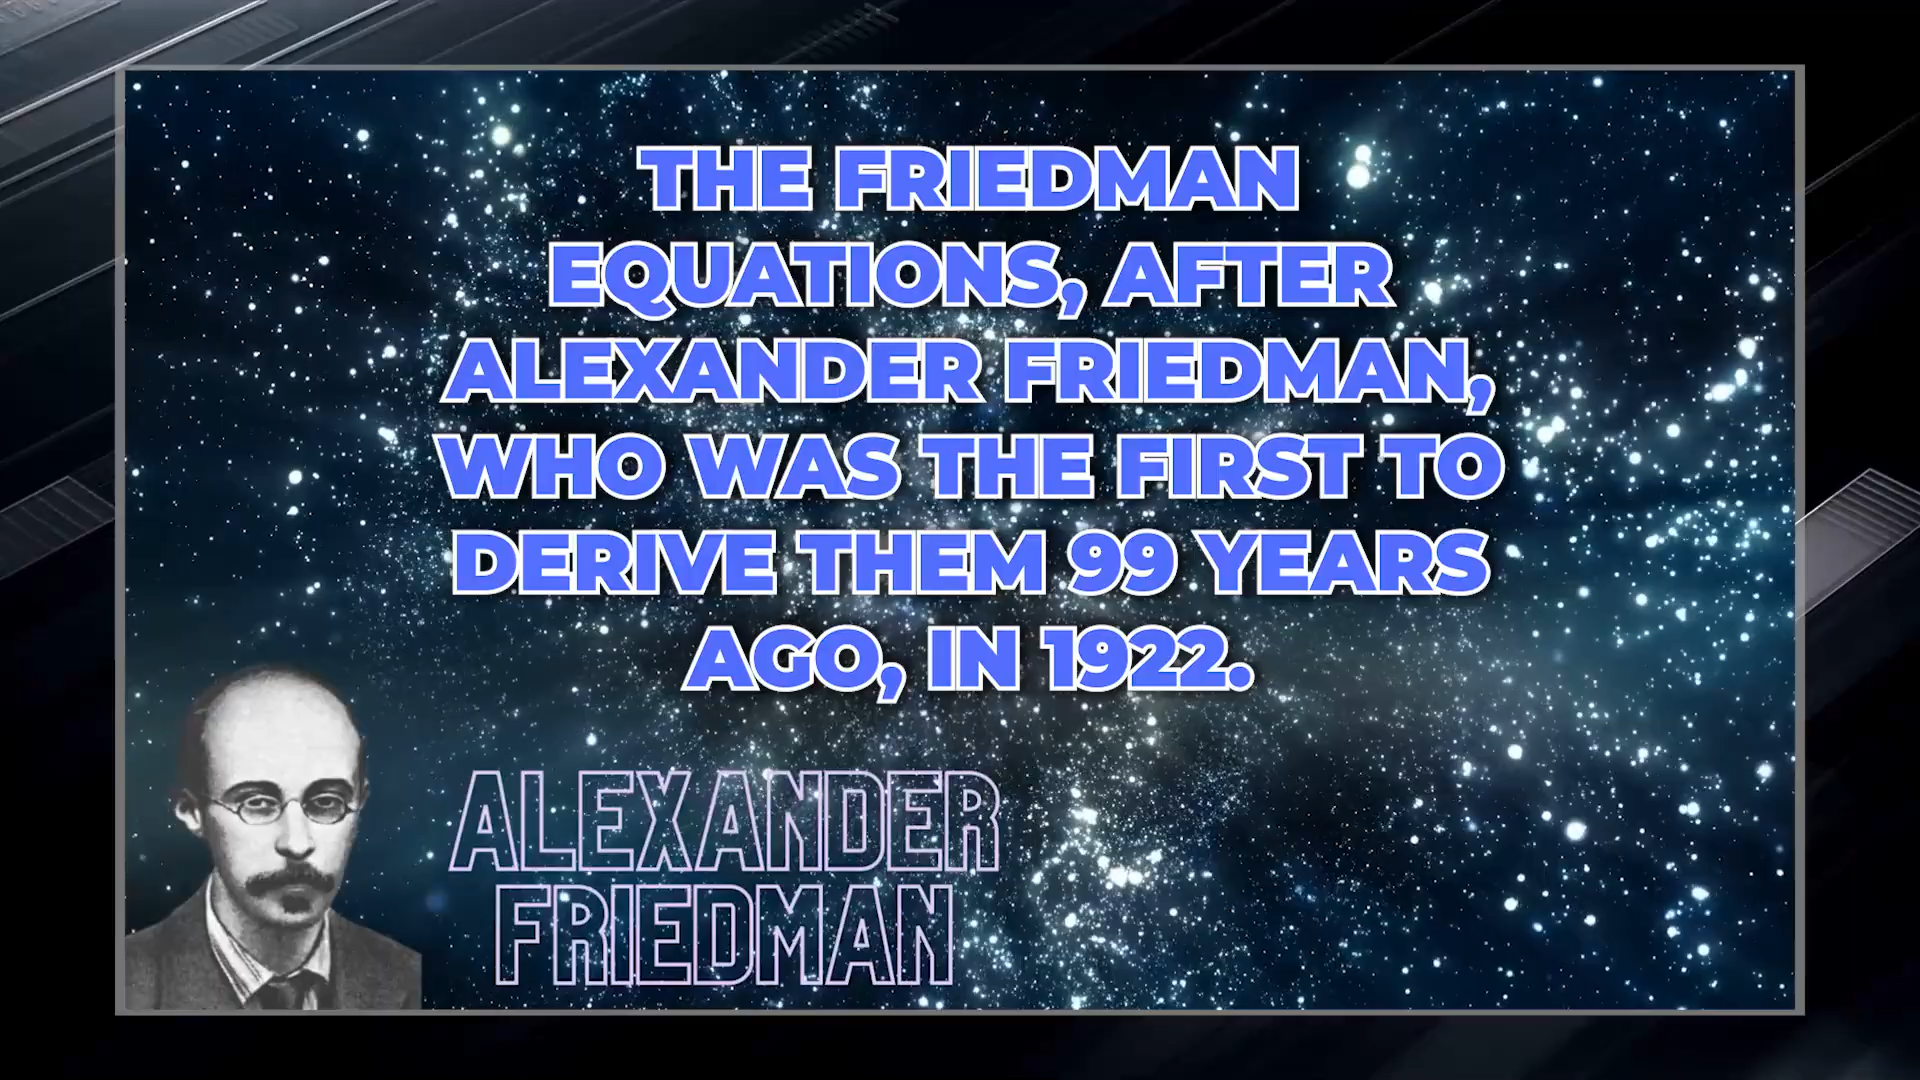 THE FRIEDMAN
EQUATIONS, AFTER
ALEXANDER FRIEDMAN,
WHO WAS THE FIRST TO
DERIVE THEM 99 YEARS
AGO, IN 1922.
ALEXANDER
FRIEDMAN